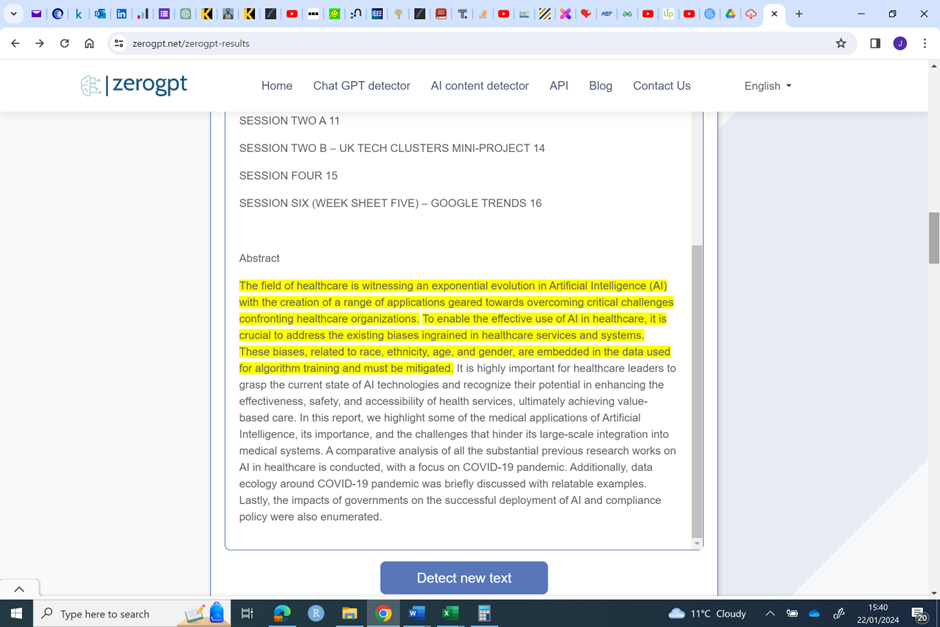 zerogpt.net/zerogpt-results
J
zerogpt
Home Chat GPT detector AI content detector API Blog Contact Us English
SESSION TWO A 11
SESSION TWO B – UK TECH CLUSTERS MINI-PROJECT 14
SESSION FOUR 15
SESSION SIX (WEEK SHEET FIVE) – GOOGLE TRENDS 16
Abstract
The field of healthcare is witnessing an exponential evolution in Artificial Intelligence (AI)
with the creation of a range of applications geared towards overcoming critical challenges
confronting healthcare organizations. To enable the effective use of AI in healthcare, it is
crucial to address the existing biases ingrained in healthcare services and systems.
These biases, related to race, ethnicity, age, and gender, are embedded in the data used
for algorithm training and must be mitigated. It is highly important for healthcare leaders to
grasp the current state of AI technologies and recognize their potential in enhancing the
effectiveness, safety, and accessibility of health services, ultimately achieving value-
based care. In this report, we highlight some of the medical applications of Artificial
Intelligence, its importance, and the challenges that hinder its large-scale integration into
medical systems. A comparative analysis of all the substantial previous research works on
AI in healthcare is conducted, with a focus on COVID-19 pandemic. Additionally, data
ecology around COVID-19 pandemic was briefly discussed with relatable examples.
Lastly, the impacts of governments on the successful deployment of AI and compliance
policy were also enumerated.
Detect new text
Type here to search
11°C Cloudy
15:40
22/01/2024
20